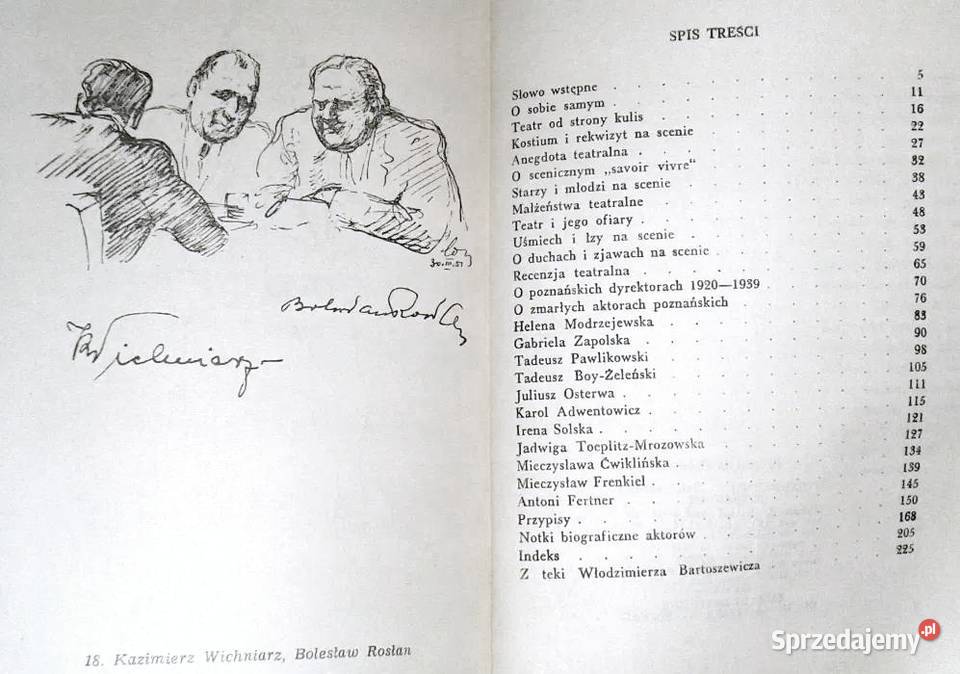 30.III.51
K Wichniarz
18. Kazimierz Wichniarz, Bolesław Rosłan
SPIS TREŚCI
Słowo wstępne . . . . . . . 5
O sobie samym . . . . . . . 11
Teatr od strony kulis . . . . . . . 16
Kostium i rekwizyt na scenie . . . . . . . 22
Anegdota teatralna . . . . . . . 27
O scenicznym „savoir vivre” . . . . . . . 32
Starzy i młodzi na scenie . . . . . . . 38
Małżeństwa teatralne . . . . . . . 43
Teatr i jego ofiary . . . . . . . 48
Uśmiech i łzy na scenie . . . . . . . 53
O duchach i zjawach na scenie . . . . . . . 59
Recenzja teatralna . . . . . . . 65
O poznańskich dyrektorach 1920—1939 . . . . . . . 70
O zmarłych aktorach poznańskich . . . . . . . 76
Helena Modrzejewska . . . . . . . 83
Gabriela Zapolska . . . . . . . 90
Tadeusz Pawlikowski . . . . . . . 98
Tadeusz Boy-Żeleński . . . . . . . 105
Juliusz Osterwa . . . . . . . 111
Karol Adwentowicz . . . . . . . 115
Irena Solska . . . . . . . 121
Jadwiga Toeplitz-Mrozowska . . . . . . . 127
Mieczysława Ćwiklińska . . . . . . . 134
Mieczysław Frenkiel . . . . . . . 139
Antoni Fertner . . . . . . . 145
Przypisy . . . . . . . 150
Notki biograficzne aktorów . . . . . . . 168
Indeks . . . . . . . 205
Z teki Włodzimierza Bartoszewicza . . . . . . . 225
Sprzedajemy.pl